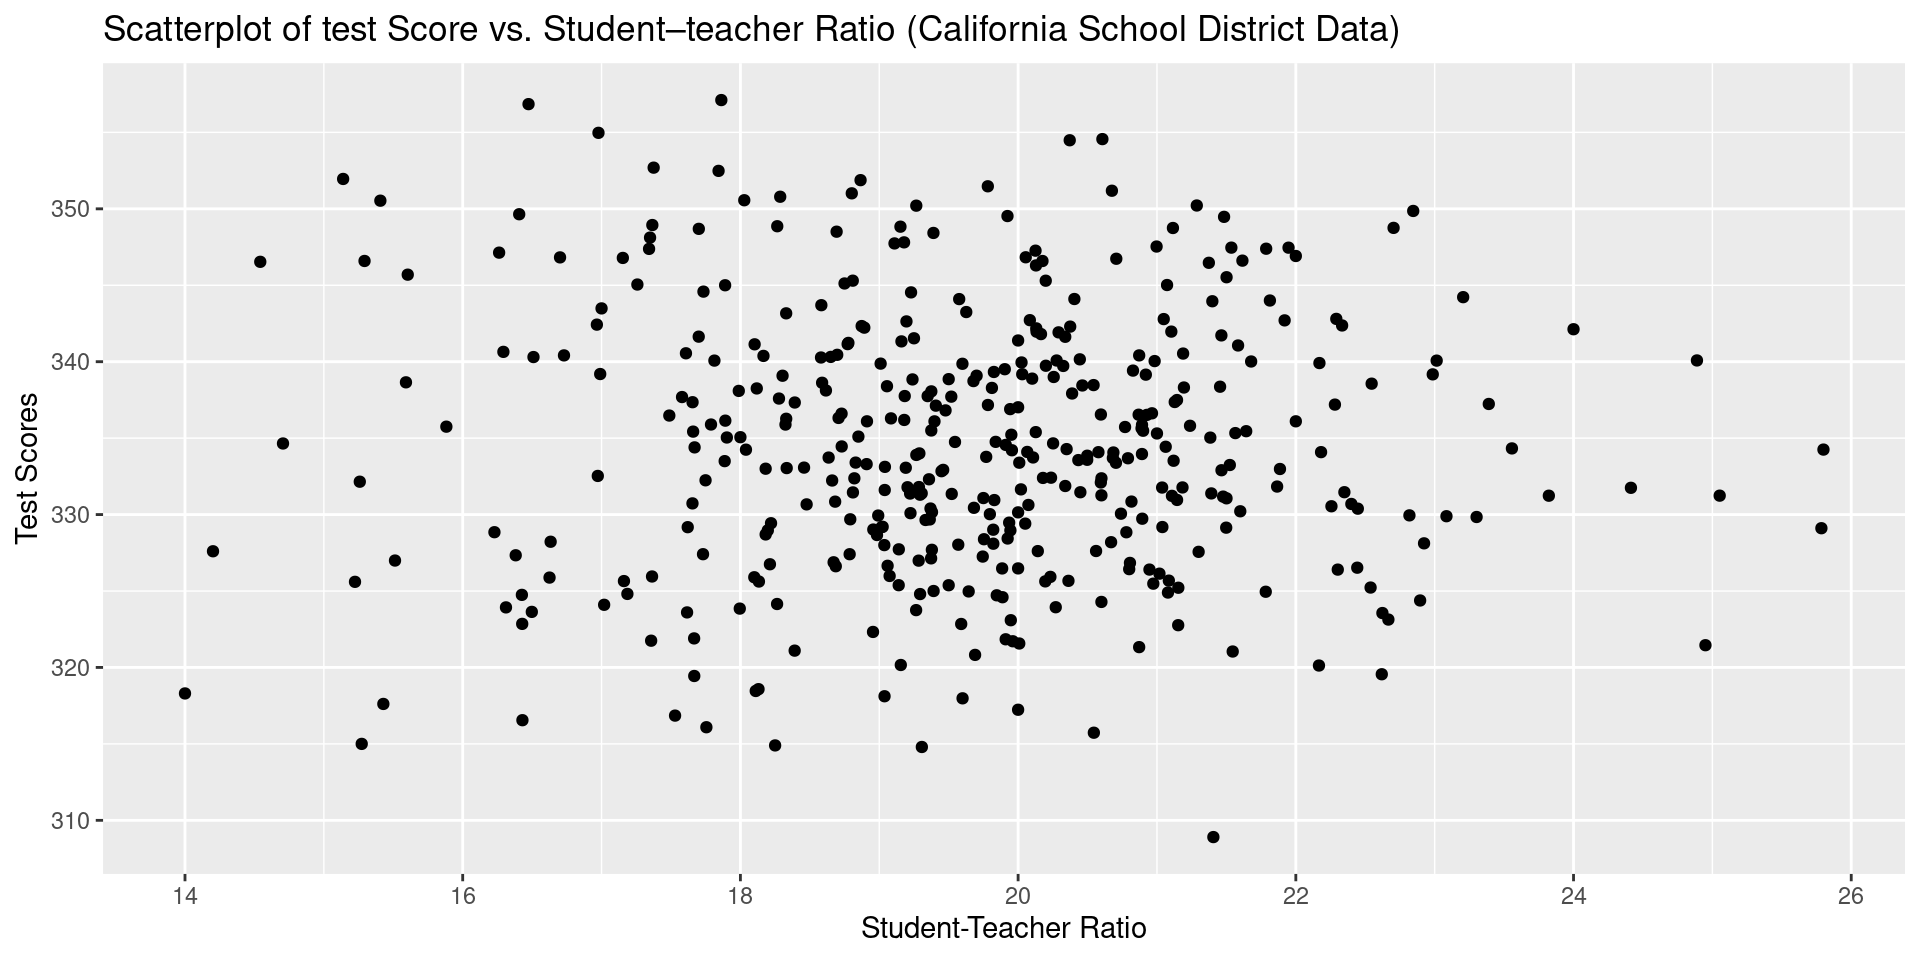 Scatterplot of test Score vs. Student–teacher Ratio (California School District Data)
Test Scores
350
340
330
320
310
14 16 18 20 22 24 26
Student-Teacher Ratio